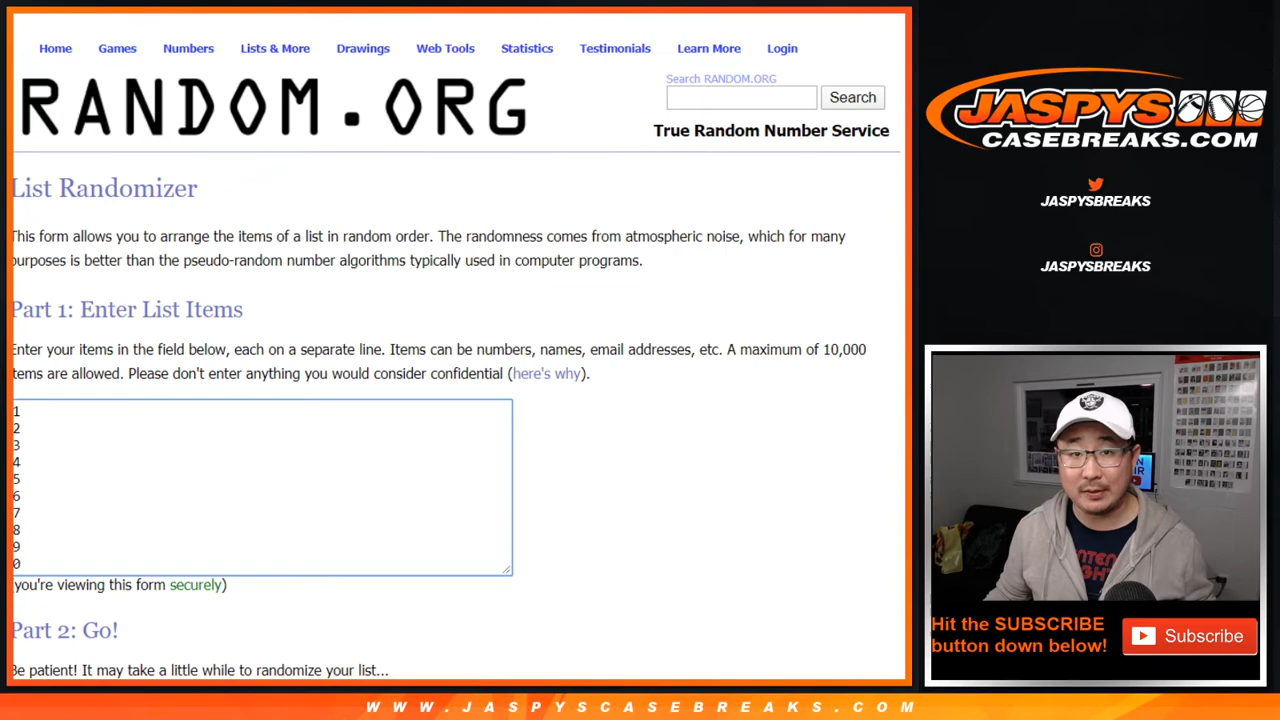 Home Games Numbers Lists & More Drawings Web Tools Statistics Testimonials Learn More Login
RANDOM.ORG
Search RANDOM.ORG
Search
True Random Number Service
List Randomizer
This form allows you to arrange the items of a list in random order. The randomness comes from atmospheric noise, which for many
purposes is better than the pseudo-random number algorithms typically used in computer programs.
Part 1: Enter List Items
Enter your items in the field below, each on a separate line. Items can be numbers, names, email addresses, etc. A maximum of 10,000
items are allowed. Please don't enter anything you would consider confidential (here's why).
1
2
3
4
5
6
7
8
9
0
(you're viewing this form securely)
Part 2: Go!
Be patient! It may take a little while to randomize your list...
JASPYS
CASEBREAKS.COM
JASPYSBREAKS
JASPYSBREAKS
Hit the SUBSCRIBE
button down below!
Subscribe
WWW.JASPYSCASEBREAKS.COM